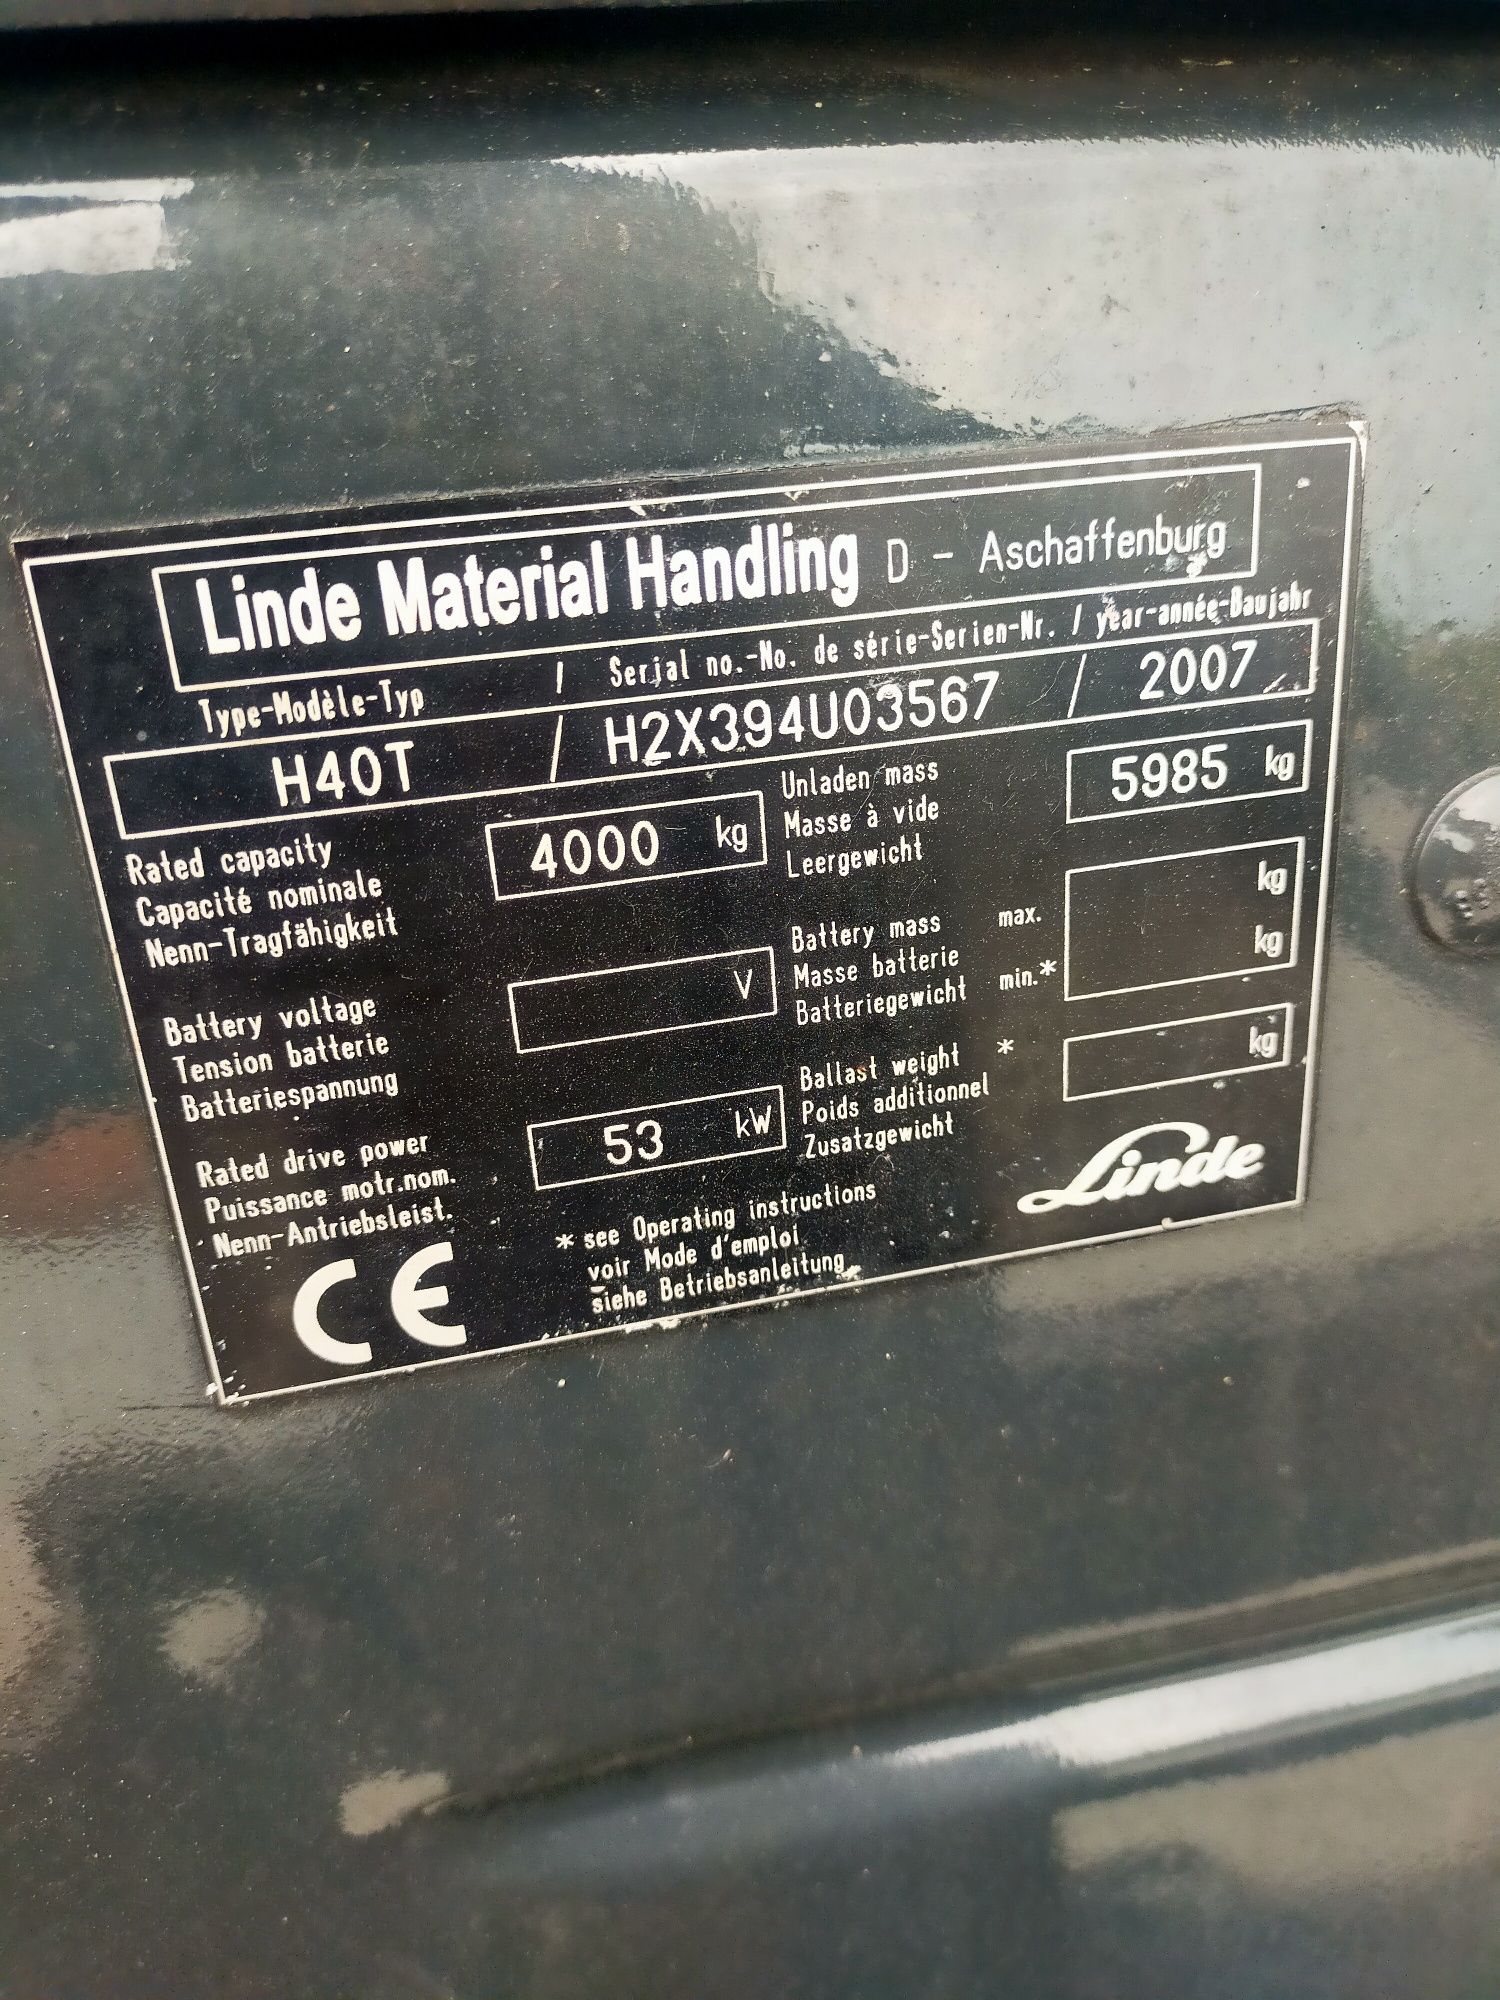 Linde Material Handling D - Aschaffenburg
Type-Modèle-Typ / Serial no.-No. de série-Serien-Nr. / year-année-Baujahr
H40T / H2X394U03567 / 2007
Rated capacity
Capacité nominale
Nenn-Tragfähigkeit
4000 kg
Unladen mass
Masse à vide
Leergewicht
5985 kg
Battery voltage
Tension batterie
Batteriespannung
V
Battery mass max.
Masse batterie
Batteriegewicht min.*
kg
kg
Rated drive power
Puissance motr.nom.
Nenn-Antriebsleist.
53 kW
Ballast weight *
Poids additionnel
Zusatzgewicht
kg
CE
* see Operating instructions
voir Mode d'emploi
siehe Betriebsanleitung
Linde